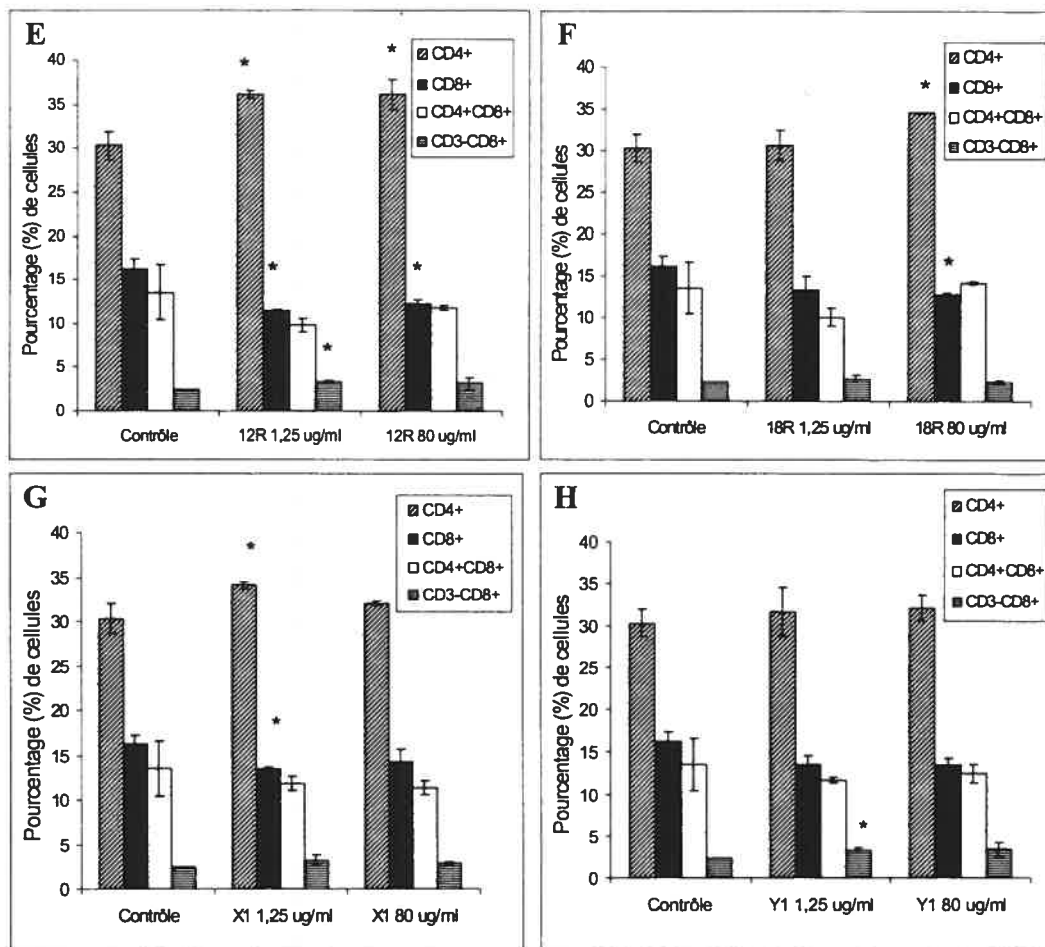 E
CD4+
CD8+
CD4+CD8+
CD3-CD8+
Pourcentage (%) de cellules
40
35
30
25
20
15
10
5
0
*
*
*
*
*
Contrôle
12R 1,25 ug/ml
12R 80 ug/ml
F
CD4+
CD8+
CD4+CD8+
CD3-CD8+
Pourcentage (%) de cellules
40
35
30
25
20
15
10
5
0
*
*
Contrôle
18R 1,25 ug/ml
18R 80 ug/ml
G
CD4+
CD8+
CD4+CD8+
CD3-CD8+
Pourcentage (%) de cellules
40
35
30
25
20
15
10
5
0
*
*
Contrôle
X1 1,25 ug/ml
X1 80 ug/ml
H
CD4+
CD8+
CD4+CD8+
CD3-CD8+
Pourcentage (%) de cellules
40
35
30
25
20
15
10
5
0
*
Contrôle
Y1 1,25 ug/ml
Y1 80 ug/ml